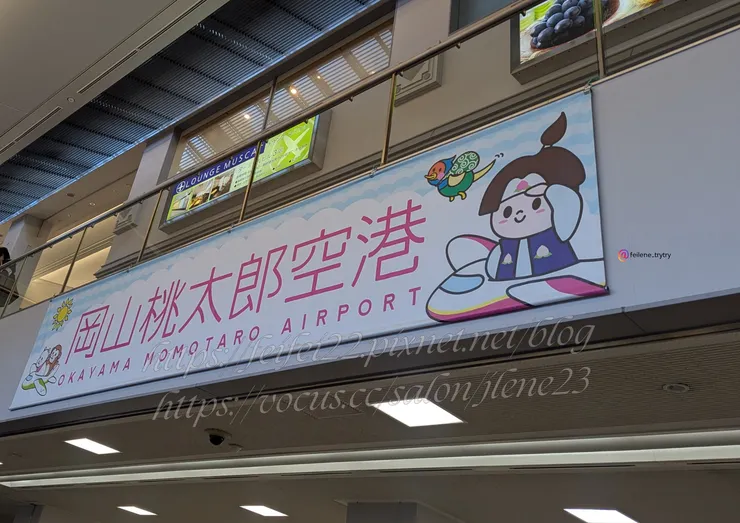 LOUNGE MUSCAT
岡山桃太郎空港
OKAYAMA MOMOTARO AIRPORT
feilene_trytry
https://feifei22.pixnet.net/blog
https://vocus.cc/salon/jlene23